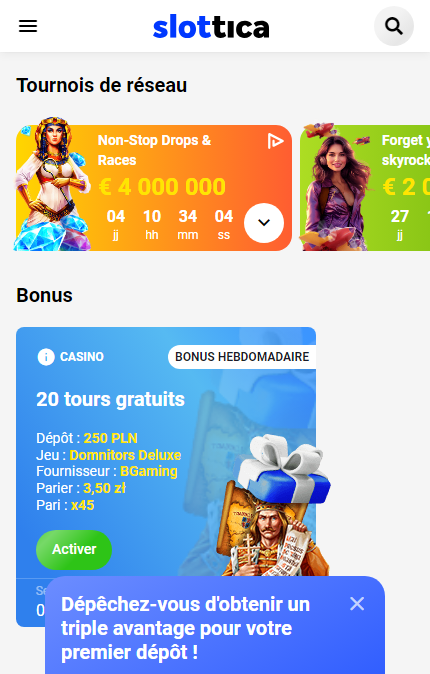 slottica
Tournois de réseau
Non-Stop Drops &
Races
€ 4 000 000
04 10 34 04
jj hh mm ss
Forget
skyrock
€ 2 0
27
jj
Bonus
CASINO
BONUS HEBDOMADAIRE
20 tours gratuits
Dépôt : 250 PLN
Jeu : Domnitors Deluxe
Fournisseur : BGaming
Parier : 3,50 zł
Pari : x45
Activer
Dépêchez-vous d'obtenir un
triple avantage pour votre
premier dépôt !